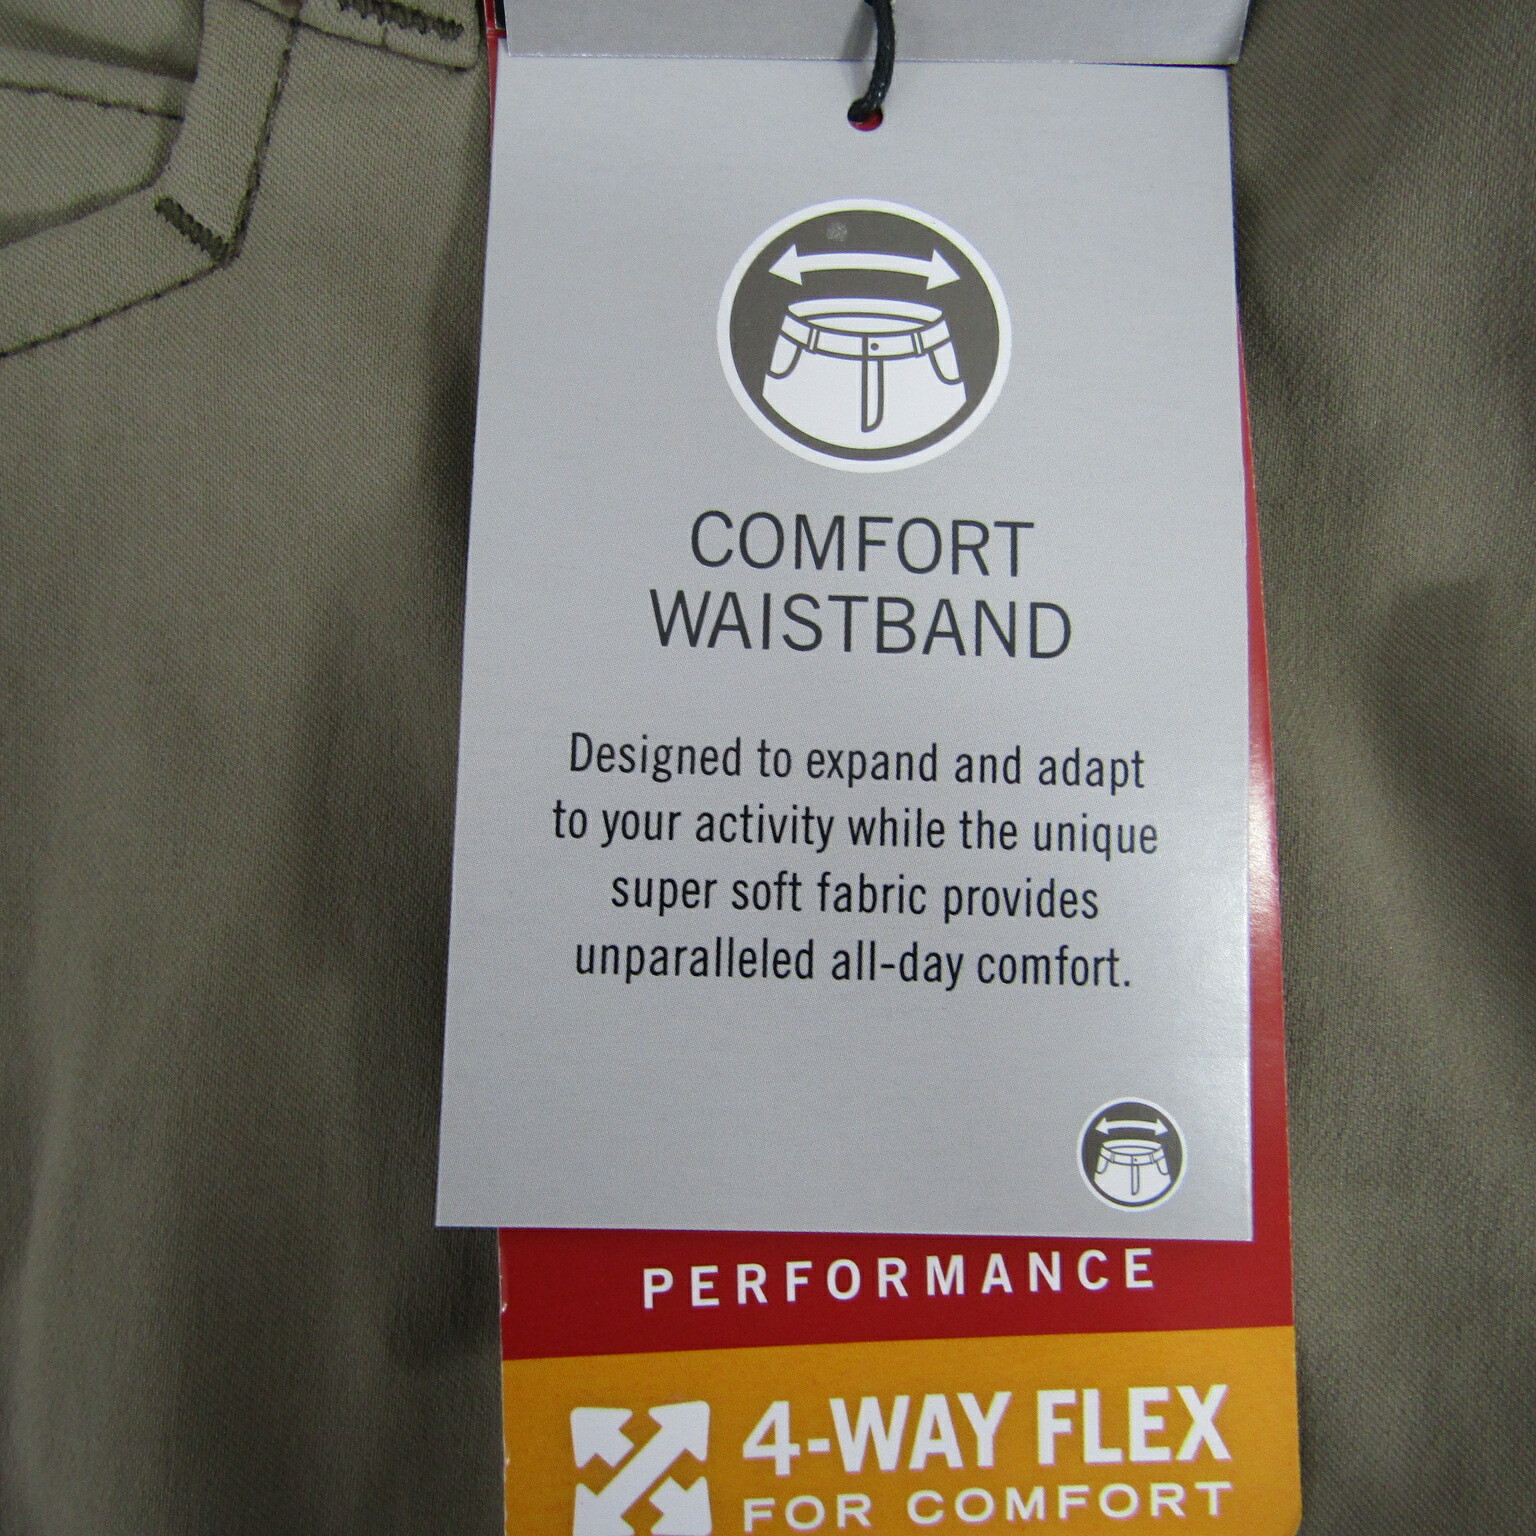 COMFORT
WAISTBAND
Designed to expand and adapt
to your activity while the unique
super soft fabric provides
unparalleled all-day comfort.
PERFORMANCE
4-WAY FLEX
FOR COMFORT